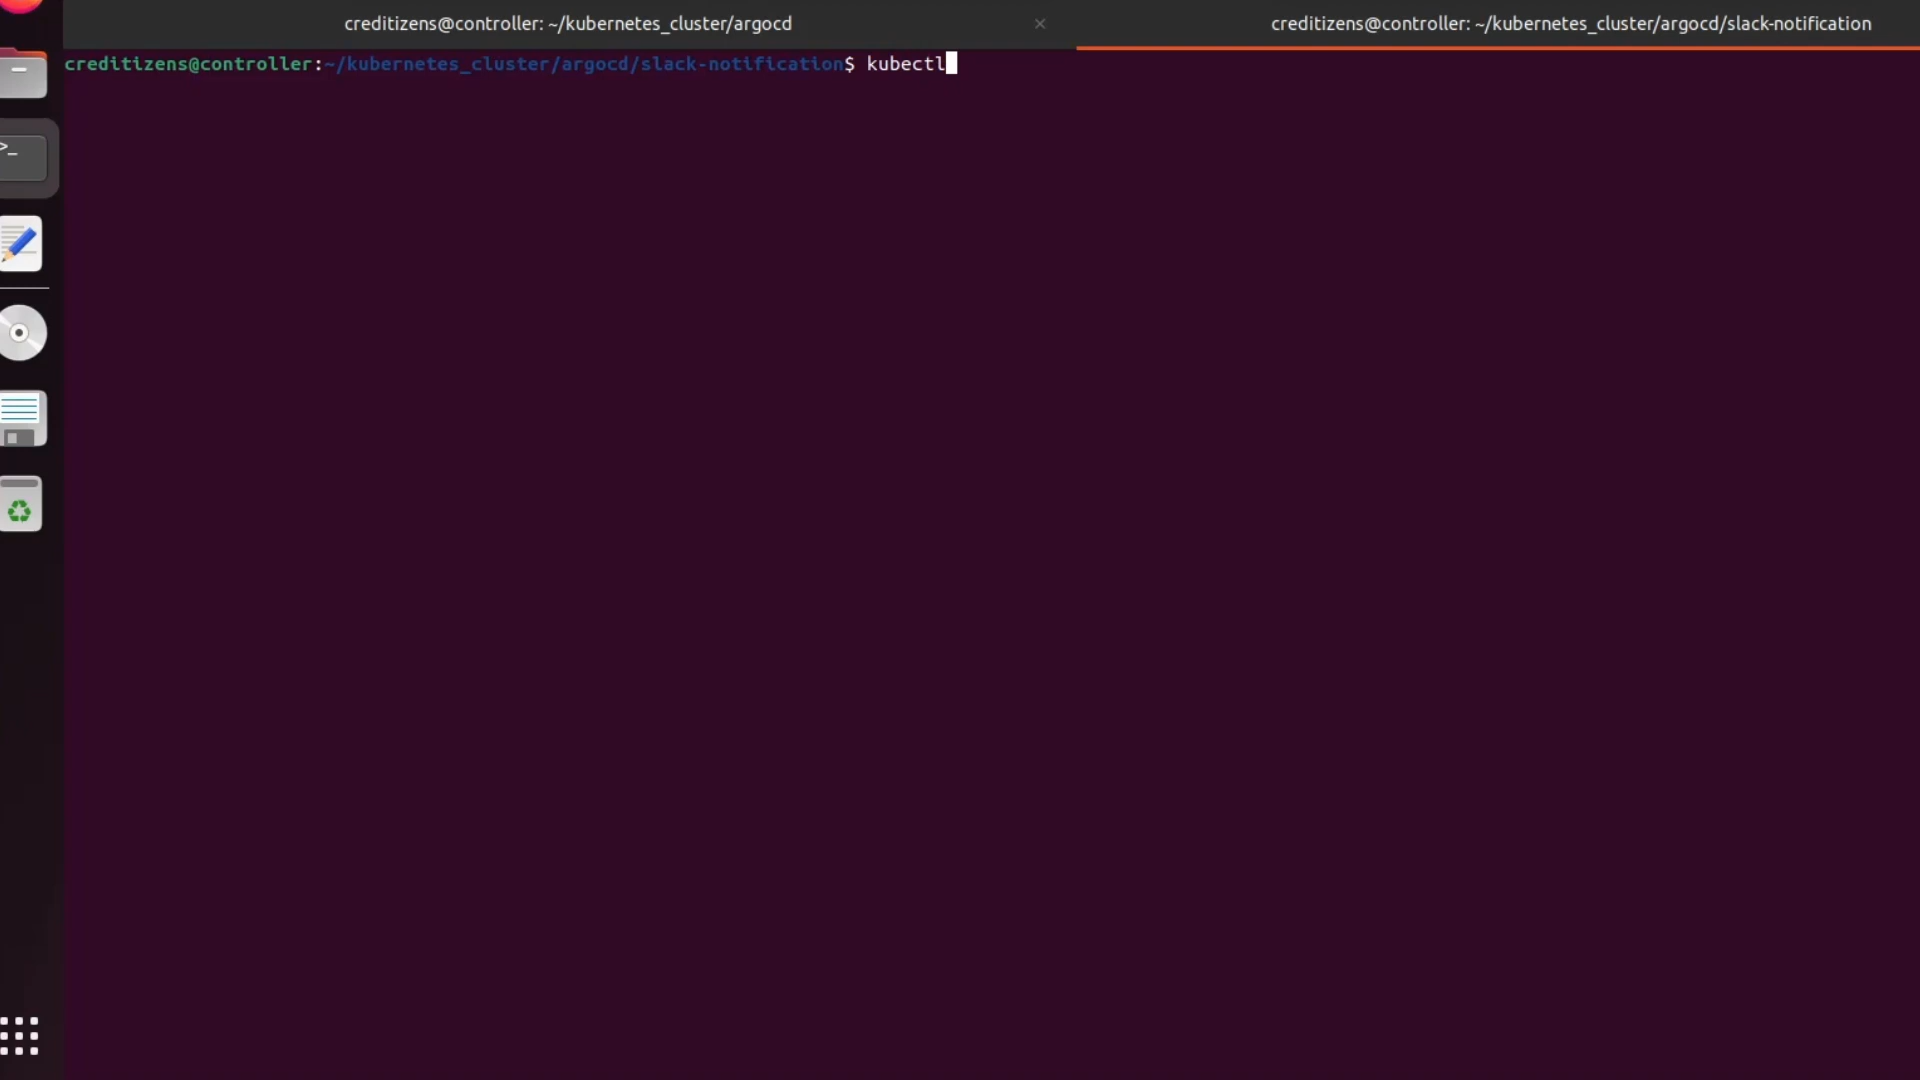 creditizens@controller: ~/kubernetes_cluster/argocd
creditizens@controller: ~/kubernetes_cluster/argocd/slack-notification
creditizens@controller:~/kubernetes_cluster/argocd/slack-notification$ kubectl